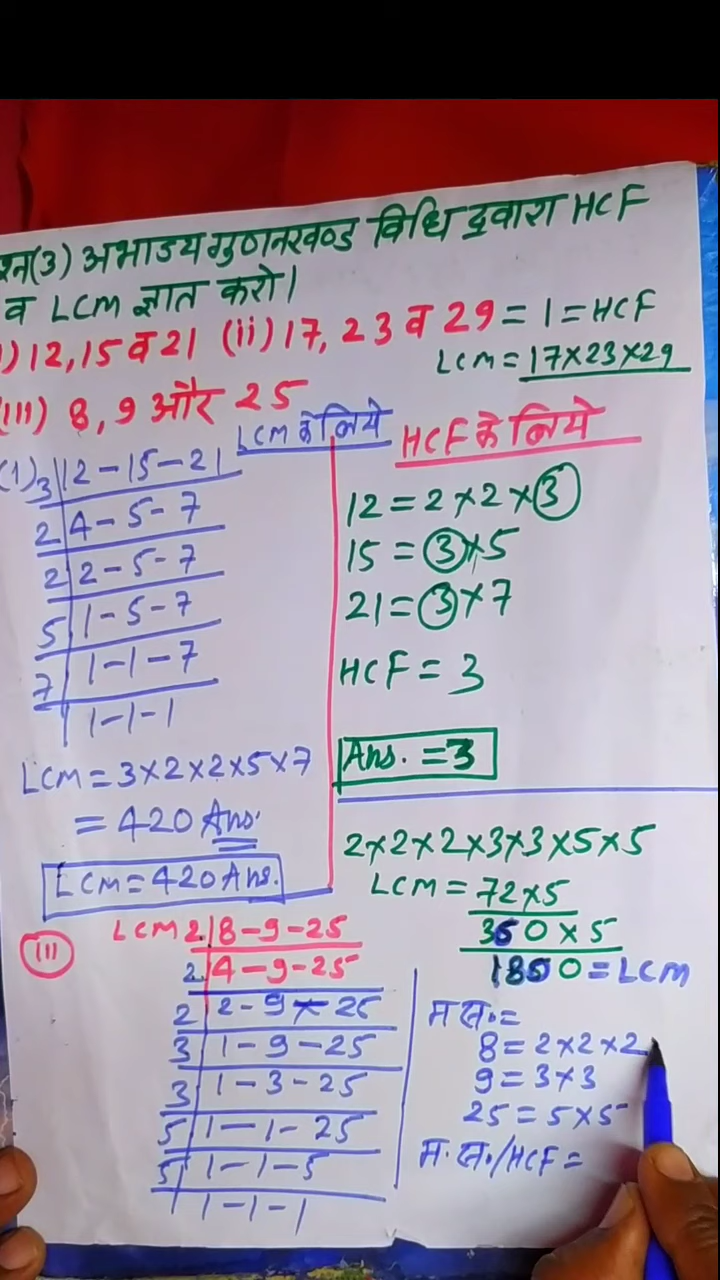 श्न(3) अभाज्य गुणनखण्ड विधि द्वारा HCF
व LCM ज्ञात करो।
) 12, 15 व 21 (ii) 17, 23 व 29 = 1 = HCF
LCM = 17×23×29
(iii) 8, 9 और 25
LCM के लिये
(1) 3 | 12 - 15 - 21
2 | 4 - 5 - 7
2 | 2 - 5 - 7
5 | 1 - 5 - 7
7 | 1 - 1 - 7
1 - 1 - 1
LCM = 3×2×2×5×7
= 420 Ans.
LCM = 420 Ans.
HCF के लिये
12 = 2×2×3
15 = 3×5
21 = 3×7
HCF = 3
Ans. = 3
(iii)
LCM 2 | 8 - 9 - 25
2 | 4 - 9 - 25
2 | 2 - 9 - 25
3 | 1 - 9 - 25
3 | 1 - 3 - 25
5 | 1 - 1 - 25
5 | 1 - 1 - 5
1 - 1 - 1
2×2×2×3×3×5×5
LCM = 72×5
360×5
1800 = LCM
म.स. =
8 = 2×2×2
9 = 3×3
25 = 5×5
म.स./HCF =